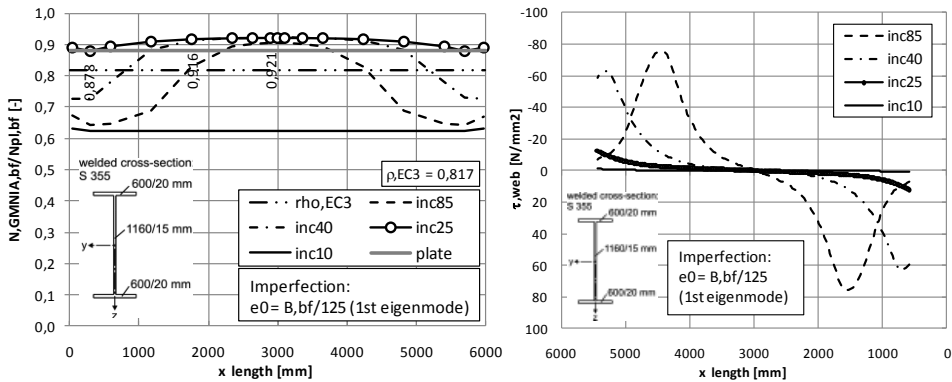 N,GMNIA,bf/Npl,bf [-]
1,0
0,9
0,8
0,7
0,6
0,5
0,4
0,3
0,2
0,1
0,0
0,878
0,916
0,921
ρ,EC3 = 0,817
welded cross-section:
S 355
600/20 mm
1160/15 mm
y
600/20 mm
z
rho,EC3
inc85
inc40
inc25
inc10
plate
Imperfection:
e0= B,bf/125 (1st eigenmode)
0 1000 2000 3000 4000 5000 6000
x length [mm]
τ,web [N/mm2]
-100
-80
-60
-40
-20
0
20
40
60
80
100
inc85
inc40
inc25
inc10
welded cross-section:
S 355
600/20 mm
1160/15 mm
y
600/20 mm
z
Imperfection:
e0= B,bf/125
(1st eigenmode)
6000 5000 4000 3000 2000 1000 0
x length [mm]